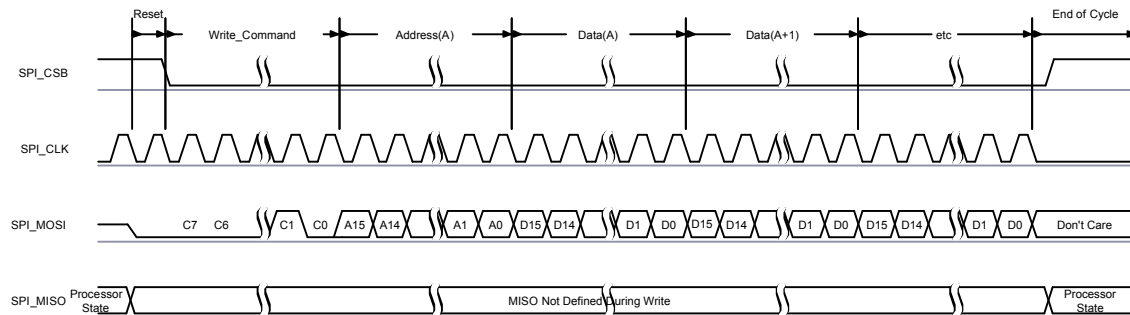 Reset
End of Cycle
Write_Command Address(A) Data(A) Data(A+1) etc
SPI_CSB
SPI_CLK
SPI_MOSI C7 C6 C1 C0 A15 A14 A1 A0 D15 D14 D1 D0 D15 D14 D1 D0 D15 D14 D1 D0 Don't Care
SPI_MISO Processor State MISO Not Defined During Write Processor State